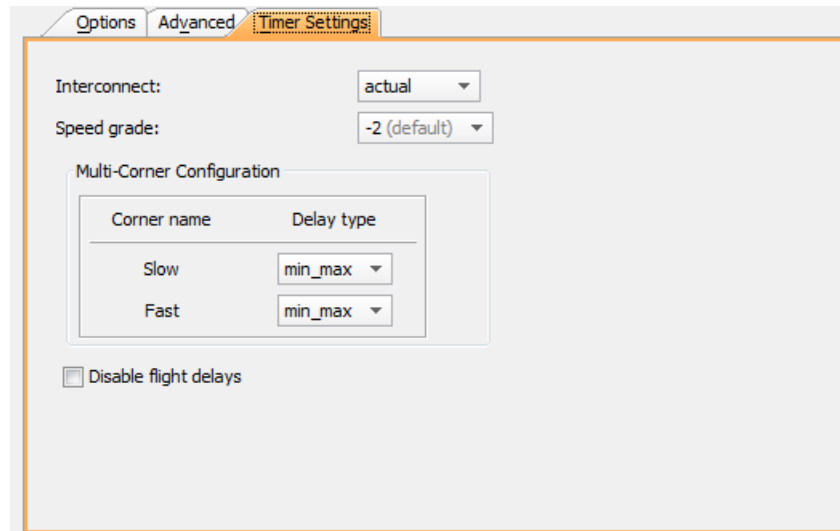 Options Advanced Timer Settings
Interconnect: actual
Speed grade: -2 (default)
Multi-Corner Configuration
Corner name Delay type
Slow min_max
Fast min_max
Disable flight delays